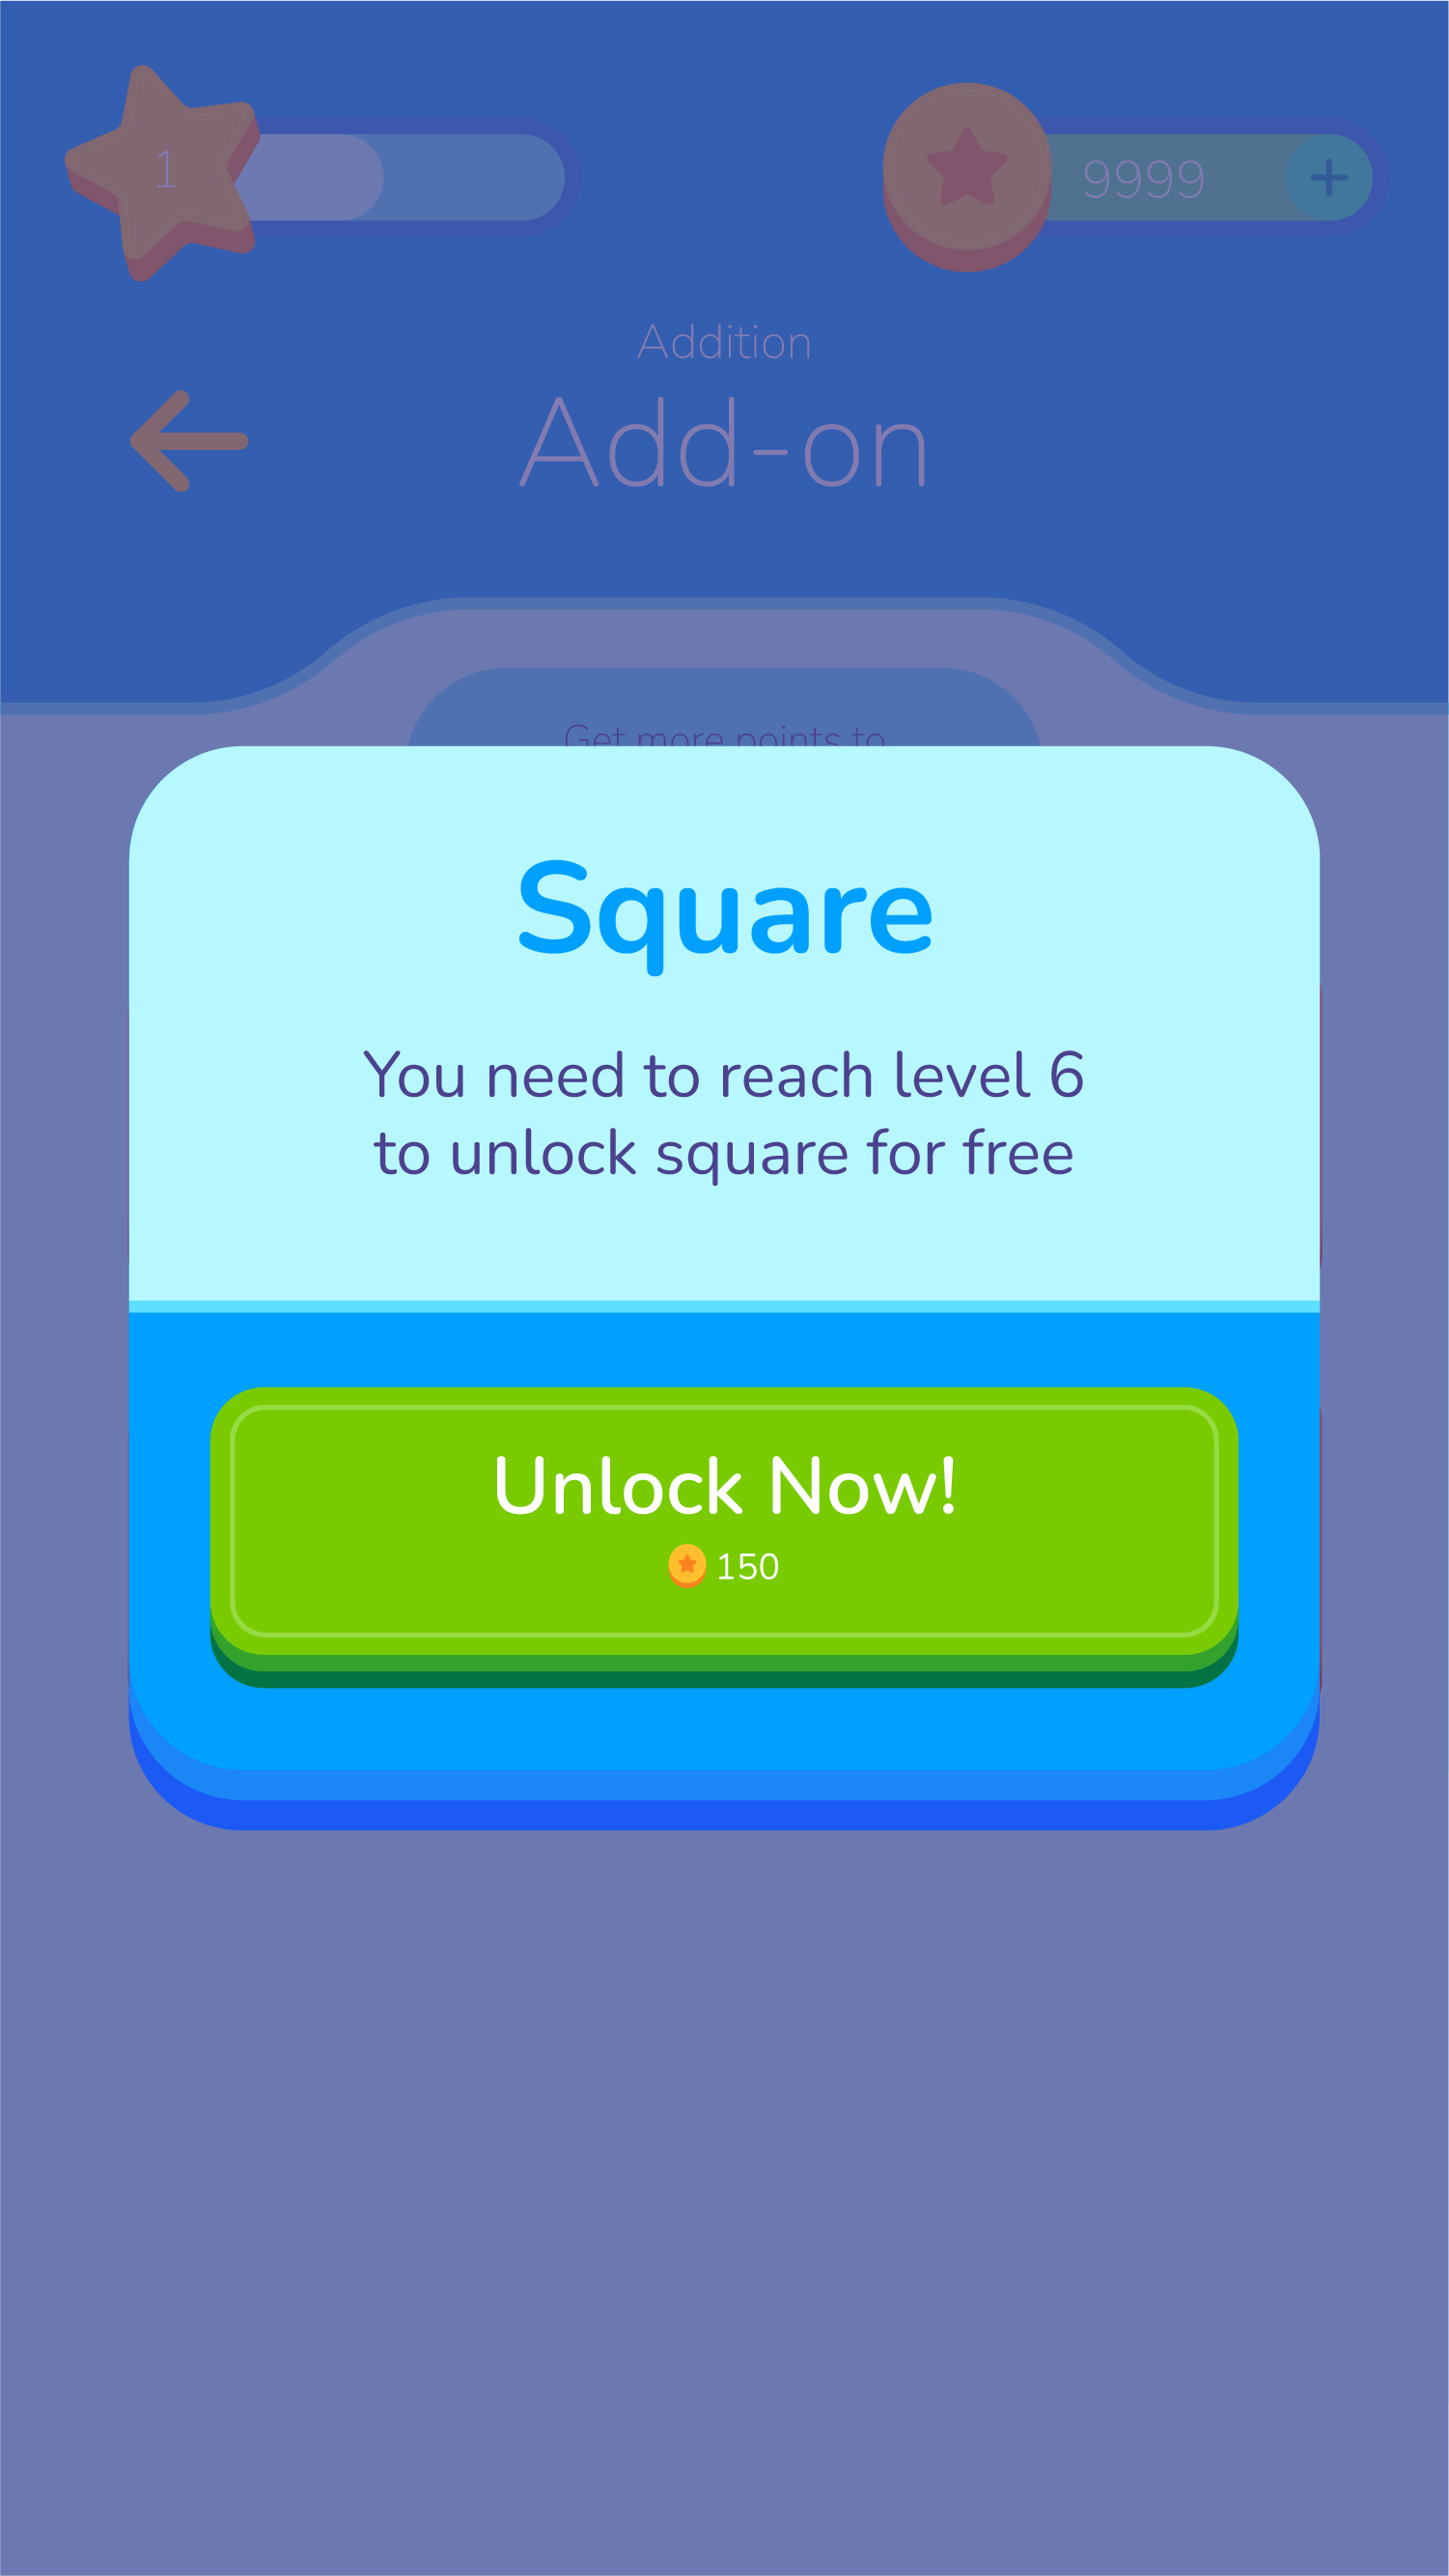 1
9999
Addition
Add-on
Get more points to
Square
You need to reach level 6
to unlock square for free
Unlock Now!
150